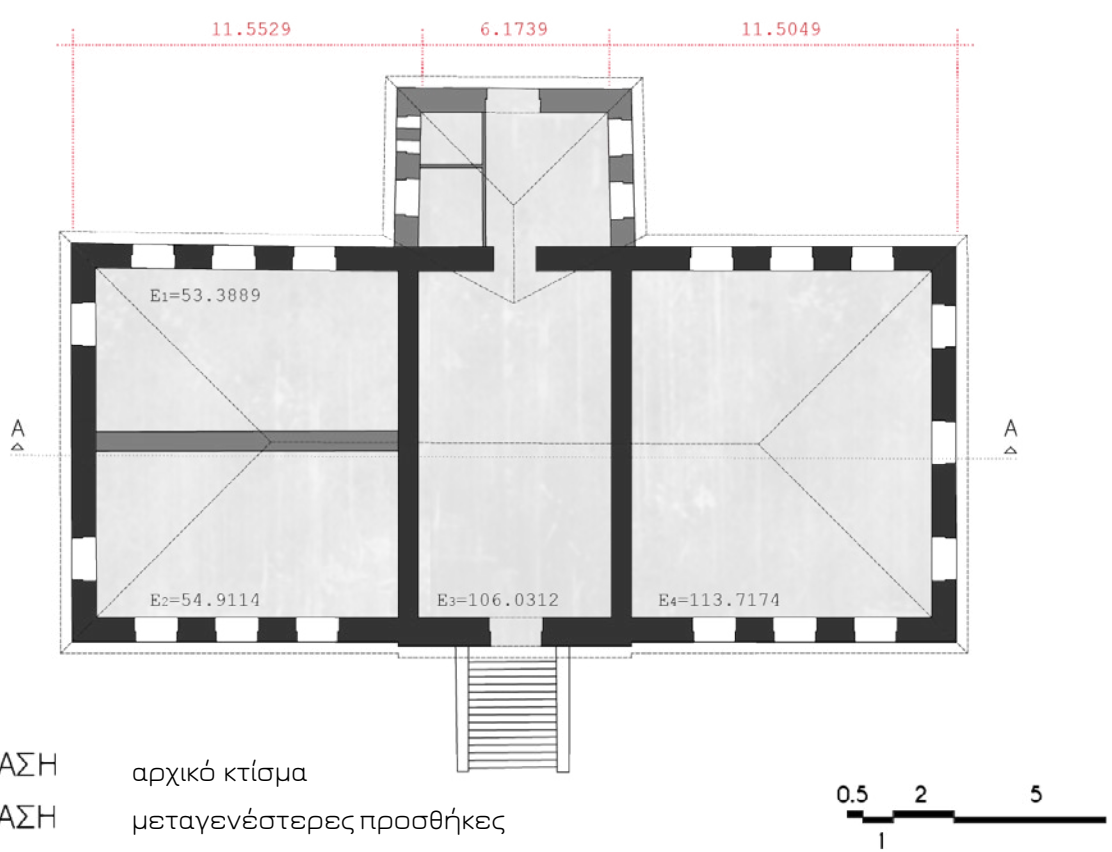 11.5529 6.1739 11.5049
E1=53.3889
A A
E2=54.9114 E3=106.0312 E4=113.7174
ΑΣΗ αρχικό κτίσμα
ΑΣΗ μεταγενέστερες προσθήκες
0.5 2 5
1